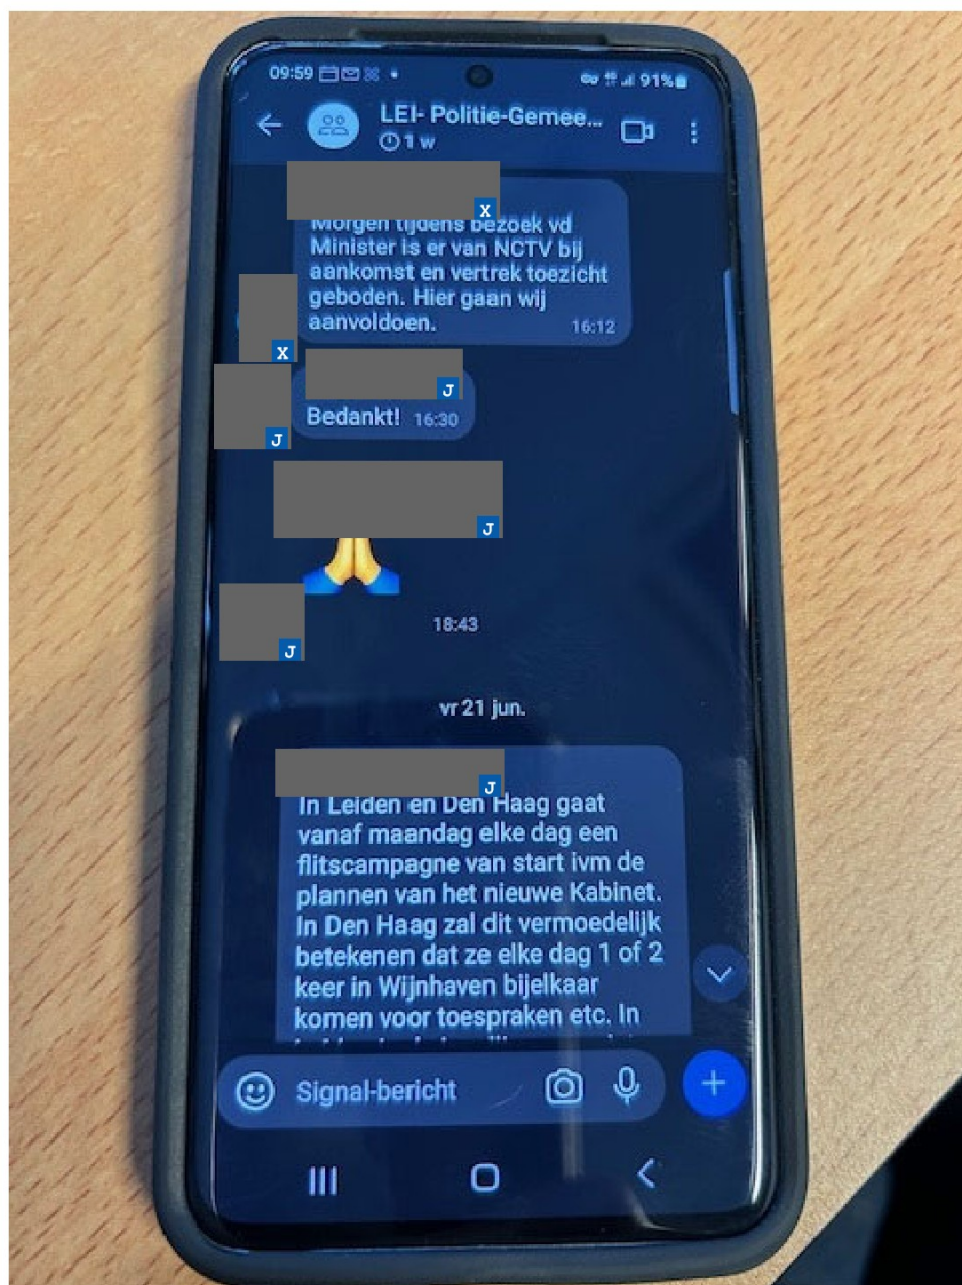 09:59
91%
LEI- Politie-Gemee...
1 w
X
Morgen tijdens bezoek vd
Minister is er van NCTV bij
aankomst en vertrek toezicht
geboden. Hier gaan wij
aanvoldoen.
16:12
X
J
Bedankt! 16:30
J
J
18:43
J
vr 21 jun.
J
In Leiden en Den Haag gaat
vanaf maandag elke dag een
flitscampagne van start ivm de
plannen van het nieuwe Kabinet.
In Den Haag zal dit vermoedelijk
betekenen dat ze elke dag 1 of 2
keer in Wijnhaven bijelkaar
komen voor toespraken etc. In
Signal-bericht